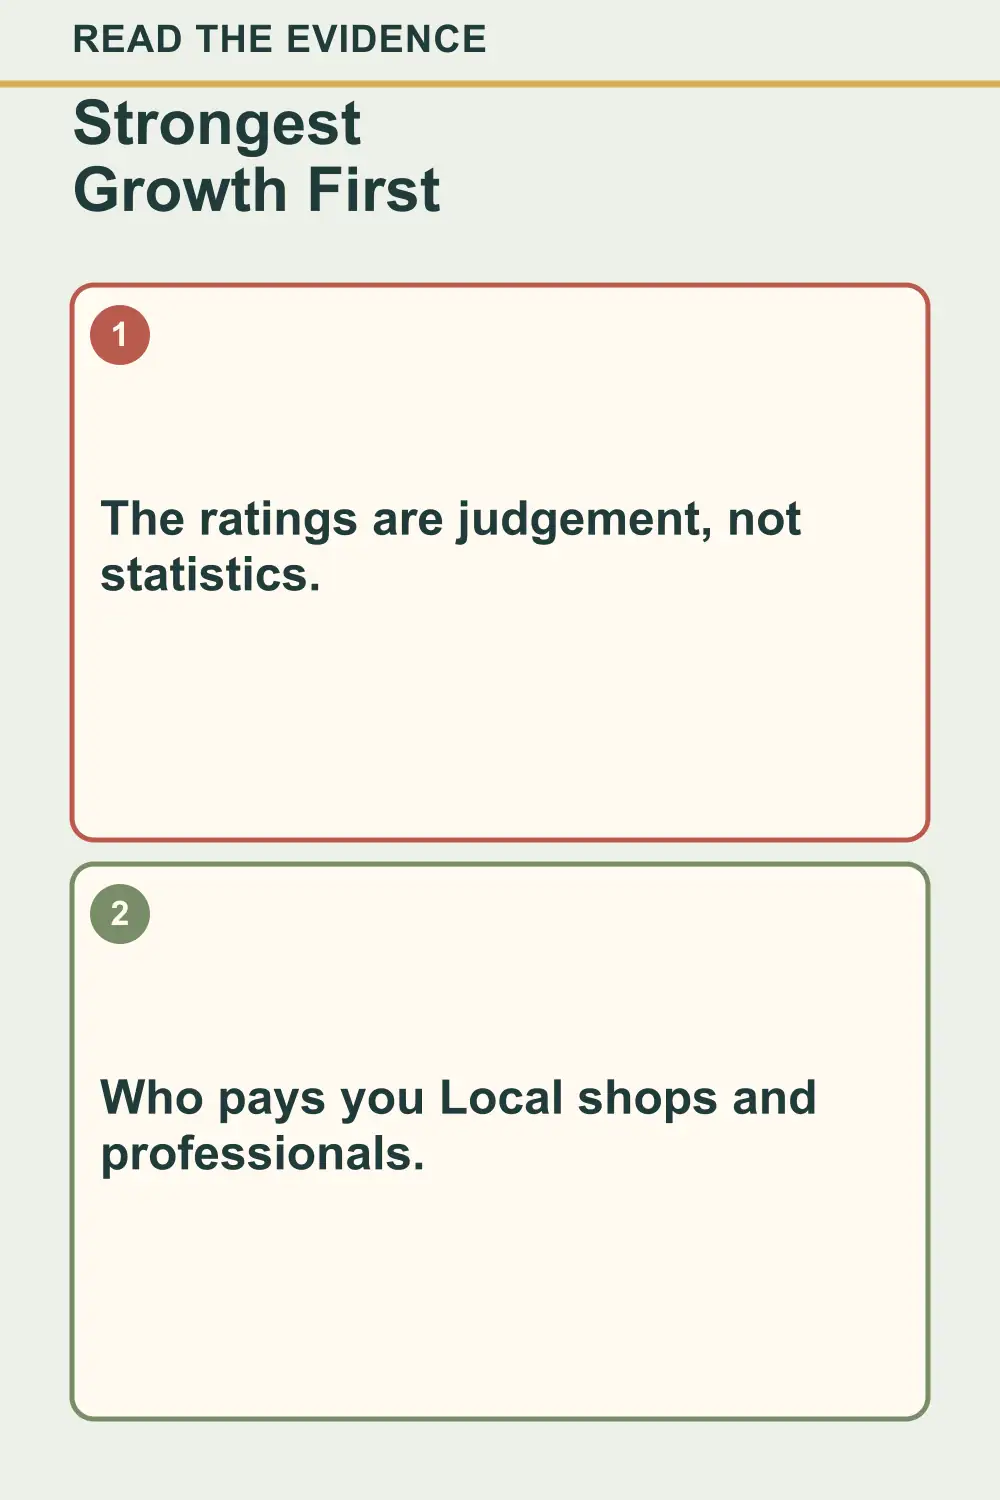 READ THE EVIDENCE
Strongest
Growth First
1
The ratings are judgement, not
statistics.
2
Who pays you Local shops and
professionals.